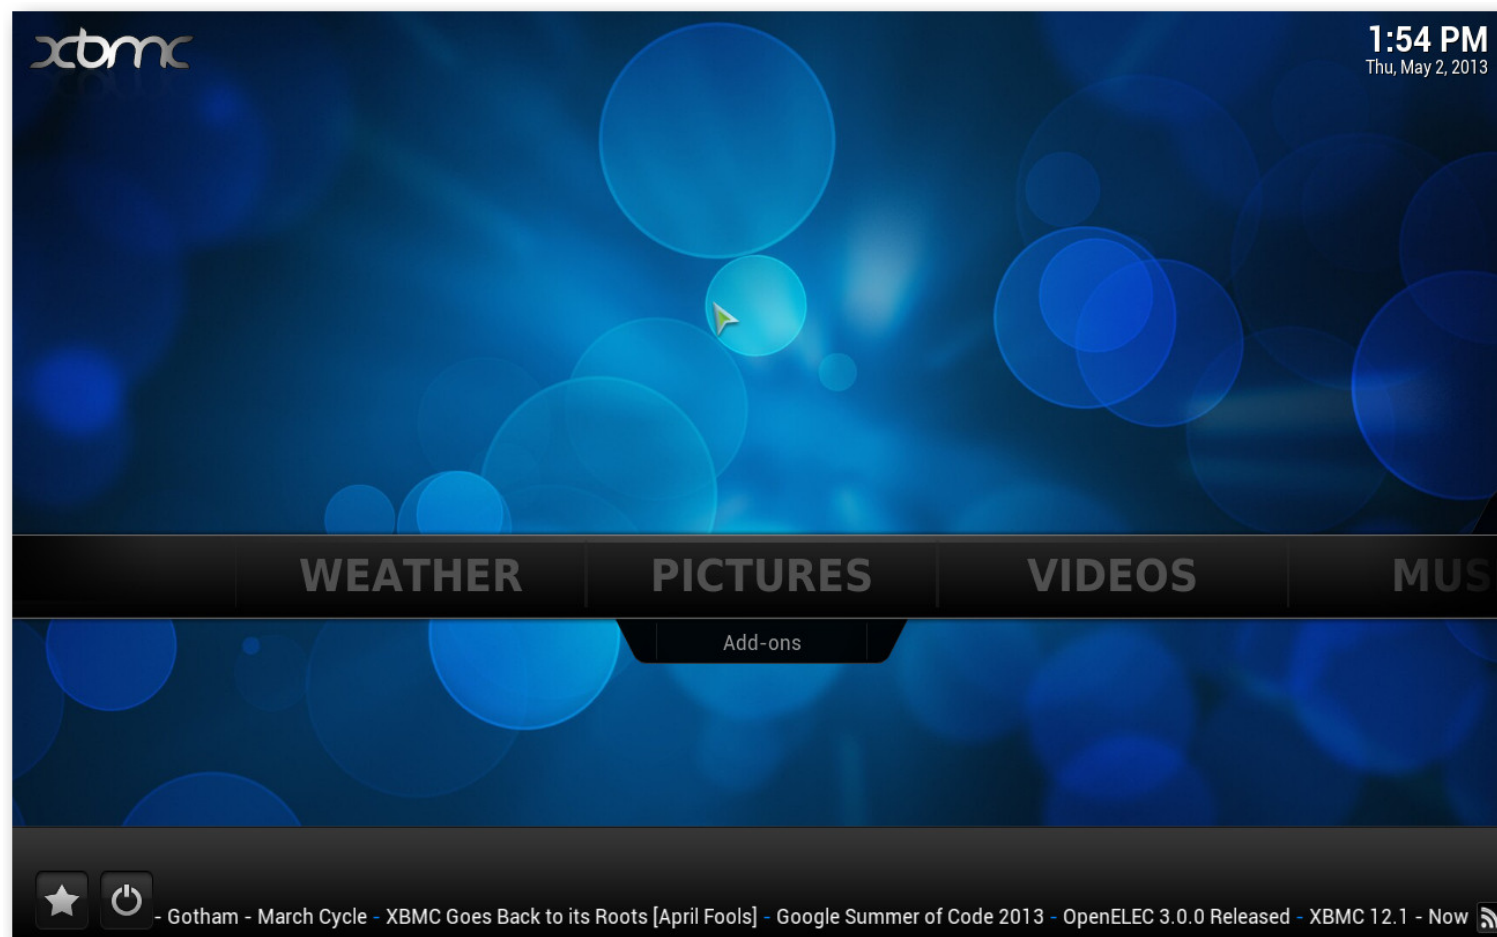 xbmc
1:54 PM
Thu, May 2, 2013
WEATHER PICTURES VIDEOS MUS
Add-ons
- Gotham - March Cycle - XBMC Goes Back to its Roots [April Fools] - Google Summer of Code 2013 - OpenELEC 3.0.0 Released - XBMC 12.1 - Now